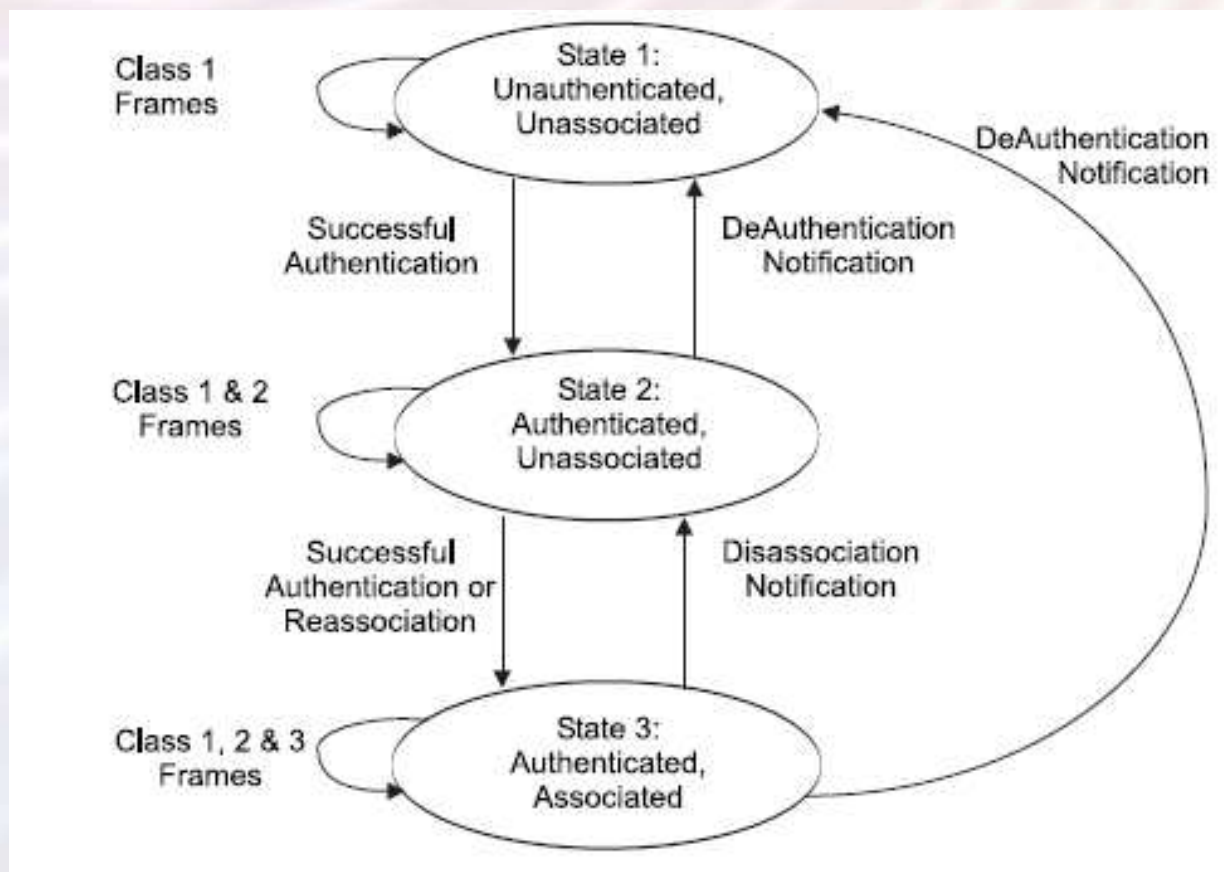 Class 1
Frames
State 1:
Unauthenticated,
Unassociated
DeAuthentication
Notification
Successful
Authentication
DeAuthentication
Notification
Class 1 & 2
Frames
State 2:
Authenticated,
Unassociated
Successful
Authentication or
Reassociation
Disassociation
Notification
Class 1, 2 & 3
Frames
State 3:
Authenticated,
Associated